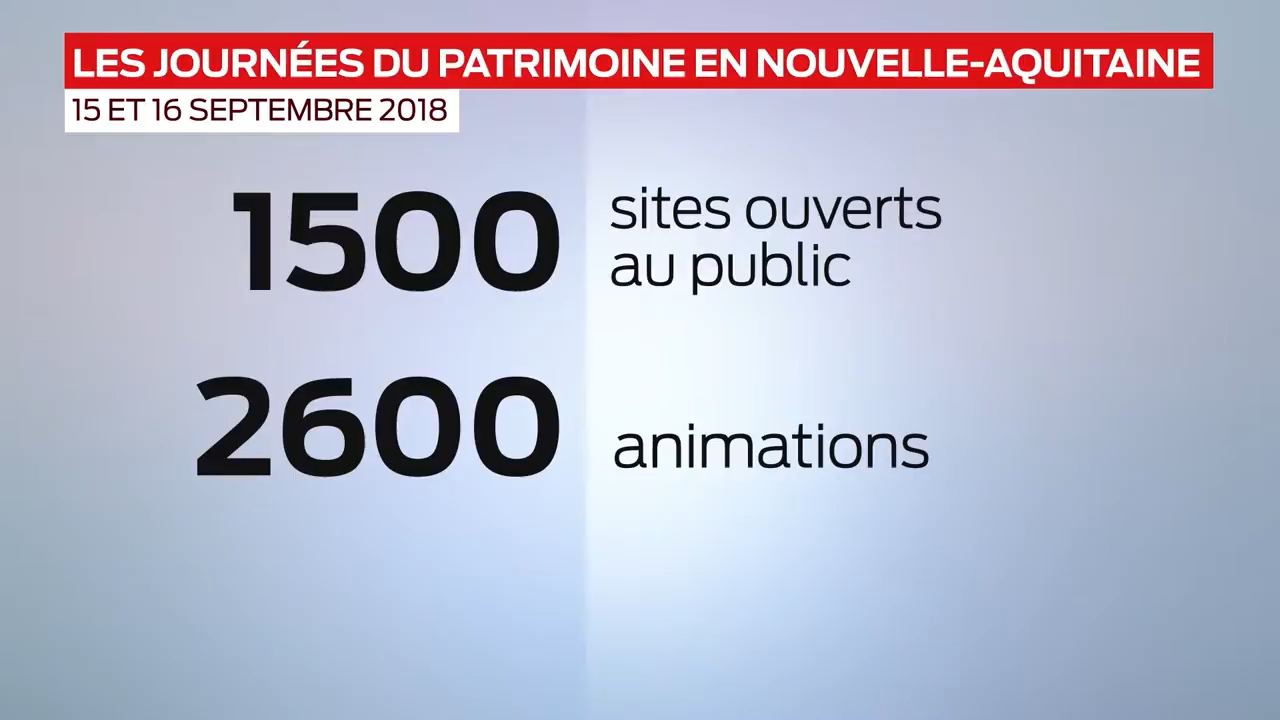 LES JOURNÉES DU PATRIMOINE EN NOUVELLE-AQUITAINE
15 ET 16 SEPTEMBRE 2018
1500 sites ouverts
au public
2600 animations